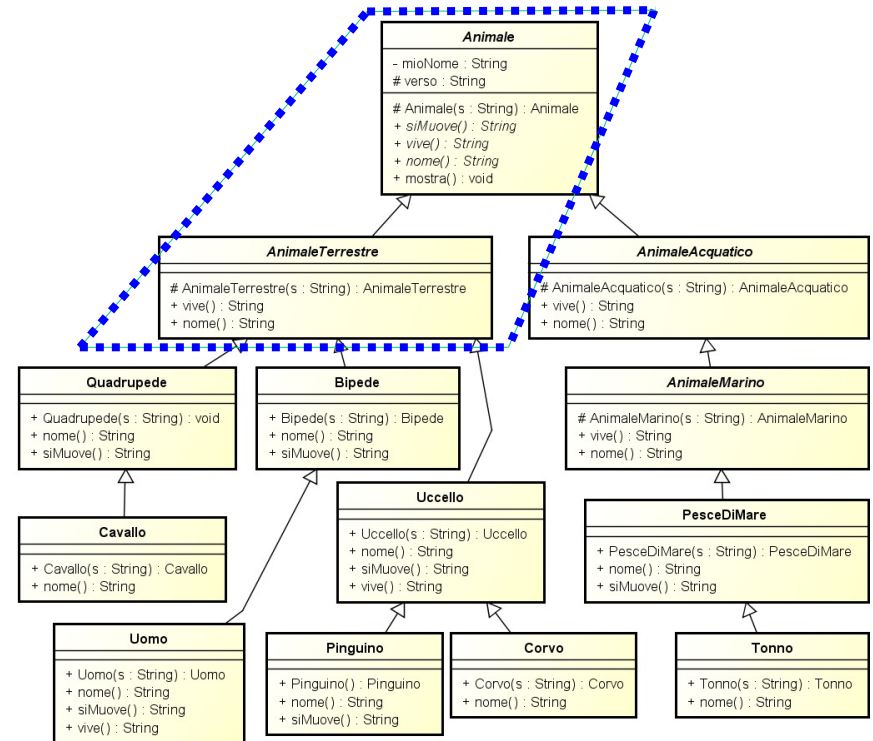 Animale
- mioNome : String
# verso : String
# Animale(s : String) : Animale
+ siMuove() : String
+ vive() : String
+ nome() : String
+ mostra() : void
AnimaleTerrestre
# AnimaleTerrestre(s : String) : AnimaleTerrestre
+ vive() : String
+ nome() : String
AnimaleAcquatico
# AnimaleAcquatico(s : String) : AnimaleAcquatico
+ vive() : String
+ nome() : String
Quadrupede
+ Quadrupede(s : String) : void
+ nome() : String
+ siMuove() : String
Bipede
+ Bipede(s : String) : Bipede
+ nome() : String
+ siMuove() : String
AnimaleMarino
# AnimaleMarino(s : String) : AnimaleMarino
+ vive() : String
+ nome() : String
Uccello
+ Uccello(s : String) : Uccello
+ nome() : String
+ siMuove() : String
+ vive() : String
PesceDiMare
+ PesceDiMare(s : String) : PesceDiMare
+ nome() : String
+ siMuove() : String
Cavallo
+ Cavallo(s : String) : Cavallo
+ nome() : String
Uomo
+ Uomo(s : String) : Uomo
+ nome() : String
+ siMuove() : String
+ vive() : String
Pinguino
+ Pinguino() : Pinguino
+ nome() : String
+ siMuove() : String
Corvo
+ Corvo(s : String) : Corvo
+ nome() : String
Tonno
+ Tonno(s : String) : Tonno
+ nome() : String